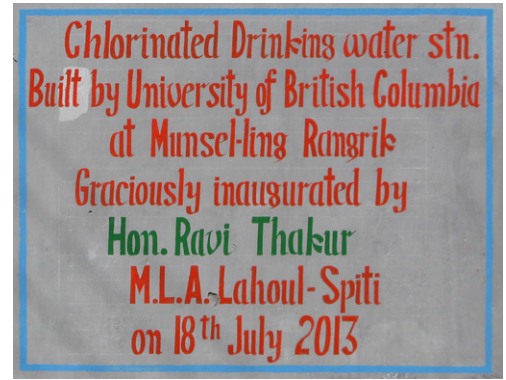 Chlorinated Drinking water stn.
Built by University of British Columbia
at Munsel-ling Rangrik
Graciously inaugurated by
Hon. Ravi Thakur
M.L.A. Lahoul-Spiti
on 18th July 2013